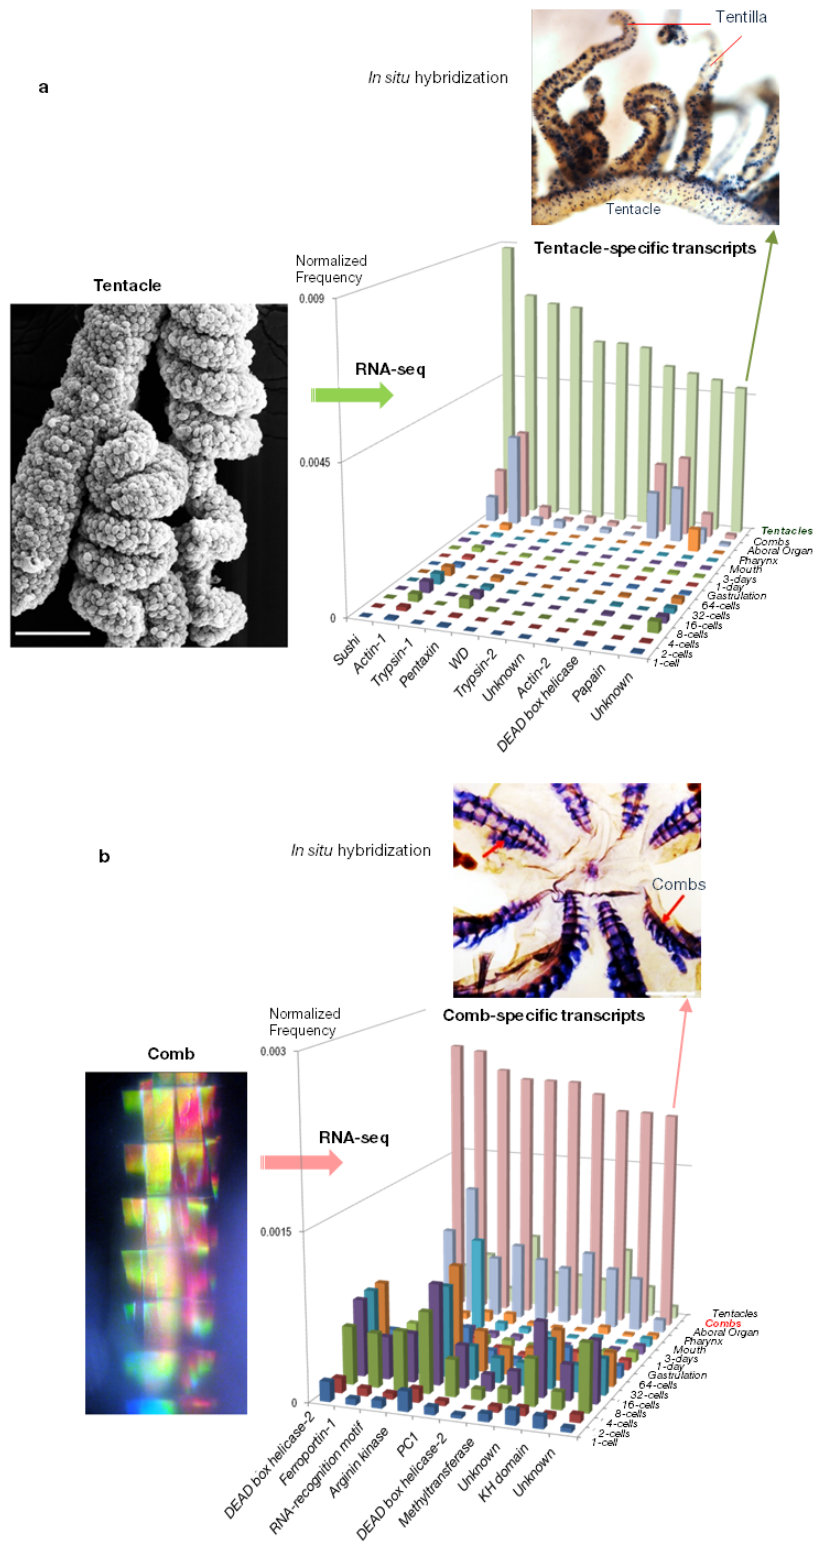 Tentilla
a
In situ hybridization
Tentacle
Tentacle-specific transcripts
Normalized
Frequency
Tentacle
0.009
RNA-seq
0.0045
0
Tentacles
Combs
Aboral Organ
Pharynx
Mouth
3-days
1-day
Gastrulation
64-cells
32-cells
16-cells
8-cells
4-cells
2-cells
1-cell
Sushi
Actin-1
Trypsin-1
Pentaxin
WD
Trypsin-2
Unknown
Actin-2
DEAD box helicase
Papain
Unknown
b
In situ hybridization
Combs
Comb-specific transcripts
Normalized
Frequency
Comb
0.003
RNA-seq
0.0015
0
Tentacles
Combs
Aboral Organ
Pharynx
Mouth
3-days
1-day
Gastrulation
64-cells
32-cells
16-cells
8-cells
4-cells
2-cells
1-cell
DEAD box helicase-2
Ferroportin-1
RNA-recognition motif
Arginin kinase
PC1
DEAD box helicase-2
Methyltransferase
Unknown
KH domain
Unknown